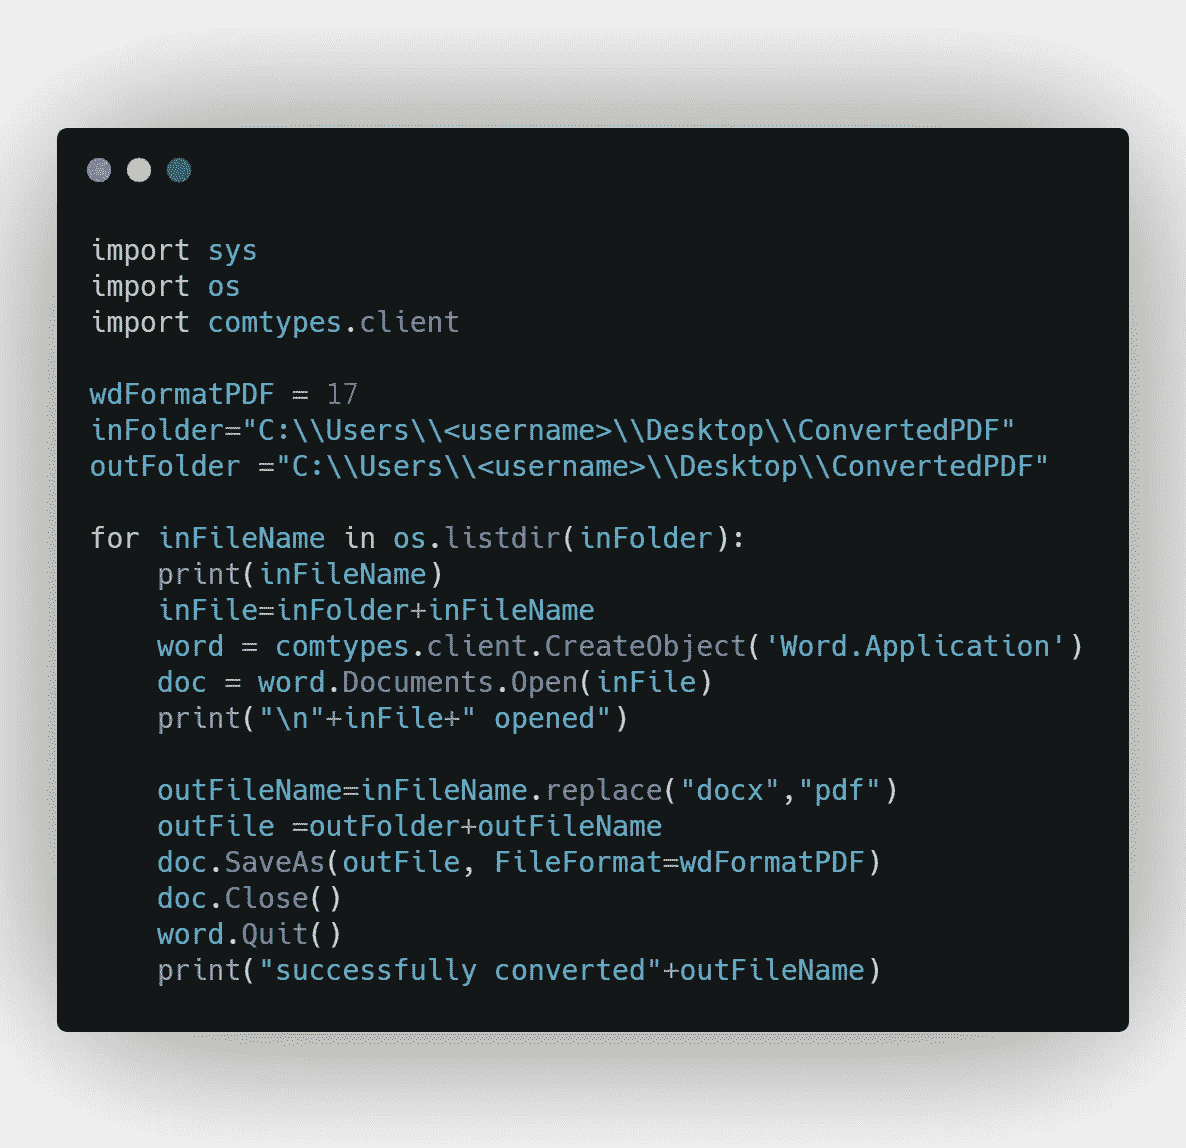 import sys
import os
import comtypes.client
wdFormatPDF = 17
inFolder="C:\\Users\\<username>\\Desktop\\ConvertedPDF"
outFolder ="C:\\Users\\<username>\\Desktop\\ConvertedPDF"
for inFileName in os.listdir(inFolder):
    print(inFileName)
    inFile=inFolder+inFileName
    word = comtypes.client.CreateObject('Word.Application')
    doc = word.Documents.Open(inFile)
    print("\n"+inFile+" opened")
    outFileName=inFileName.replace("docx","pdf")
    outFile =outFolder+outFileName
    doc.SaveAs(outFile, FileFormat=wdFormatPDF)
    doc.Close()
    word.Quit()
    print("successfully converted"+outFileName)